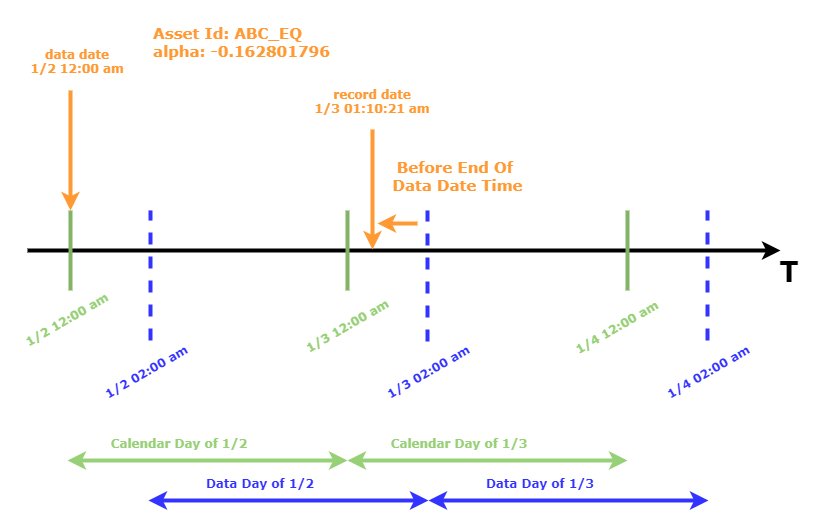 Asset Id: ABC_EQ
alpha: -0.162801796
data date
1/2 12:00 am
record date
1/3 01:10:21 am
Before End Of
Data Date Time
T
1/2 12:00 am
1/3 12:00 am
1/4 12:00 am
1/2 02:00 am
1/3 02:00 am
1/4 02:00 am
Calendar Day of 1/2
Calendar Day of 1/3
Data Day of 1/2
Data Day of 1/3